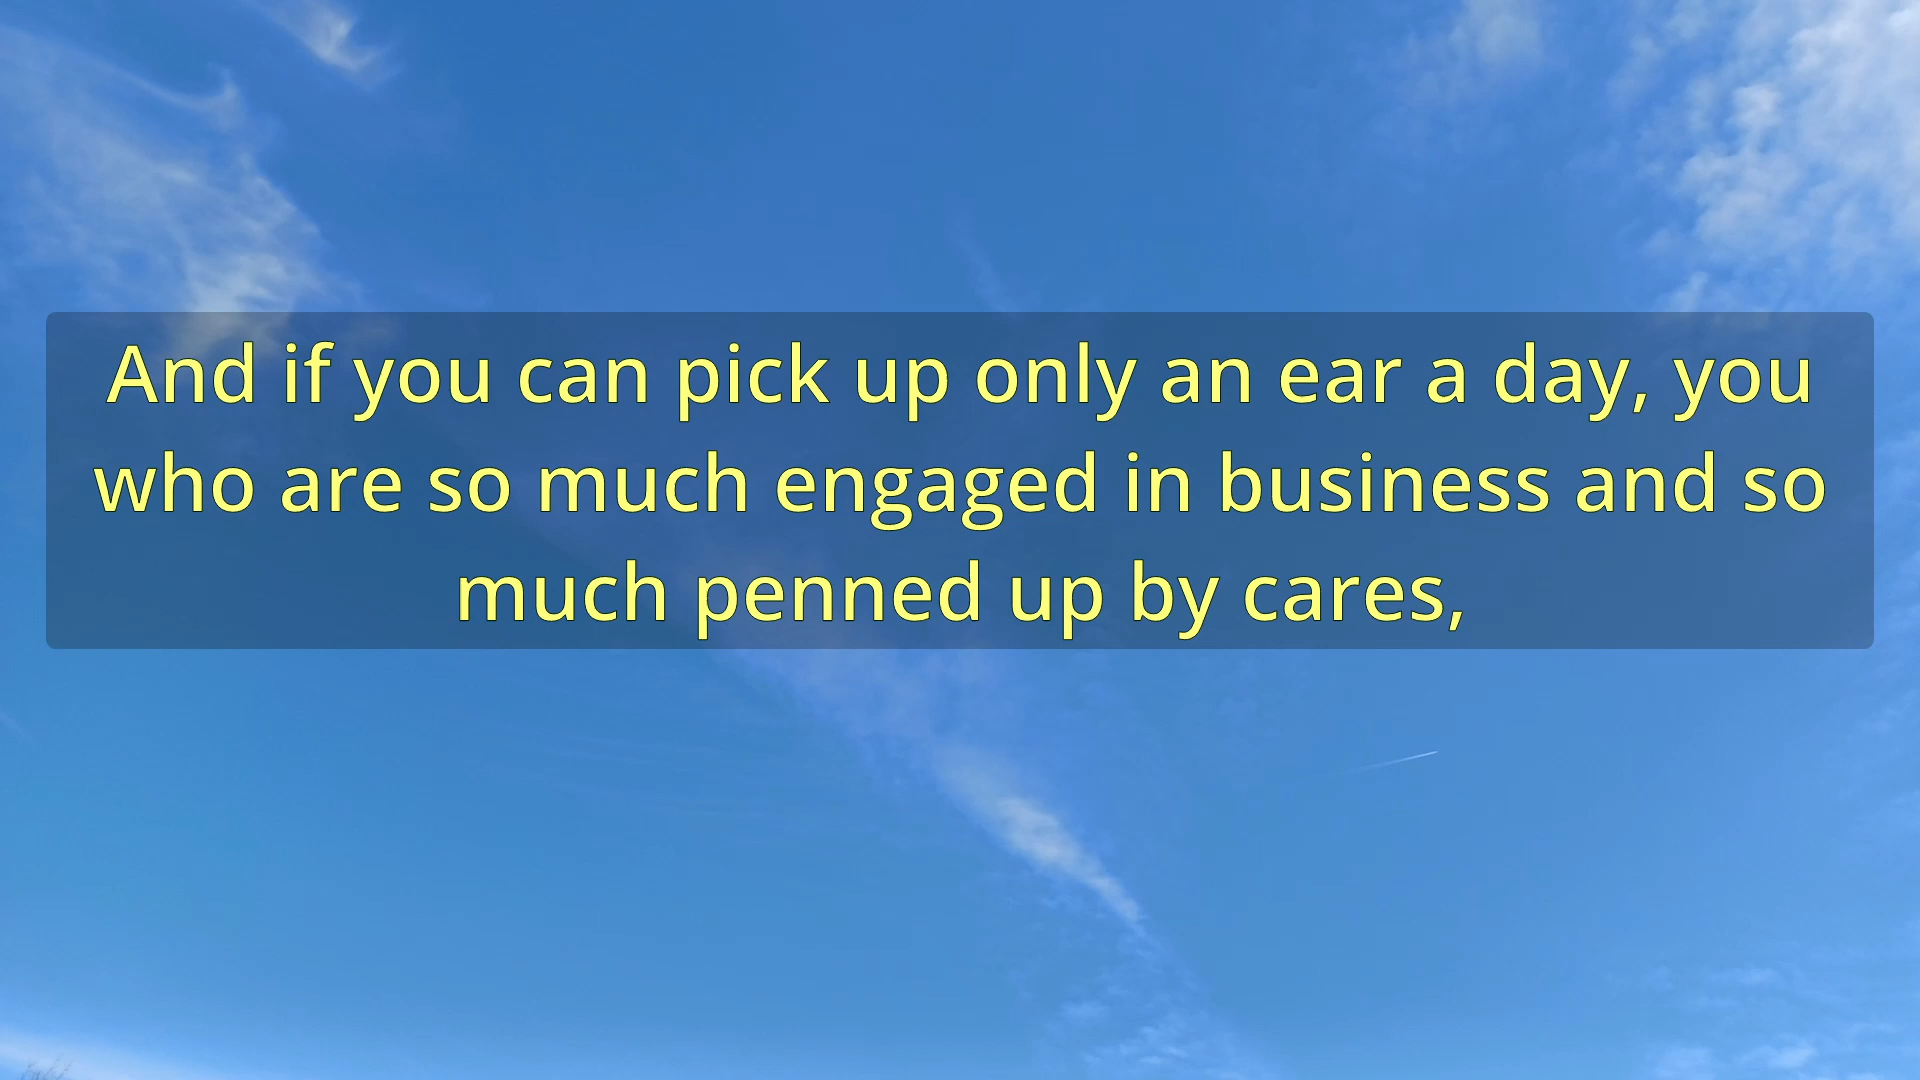 And if you can pick up only an ear a day, you
who are so much engaged in business and so
much penned up by cares,